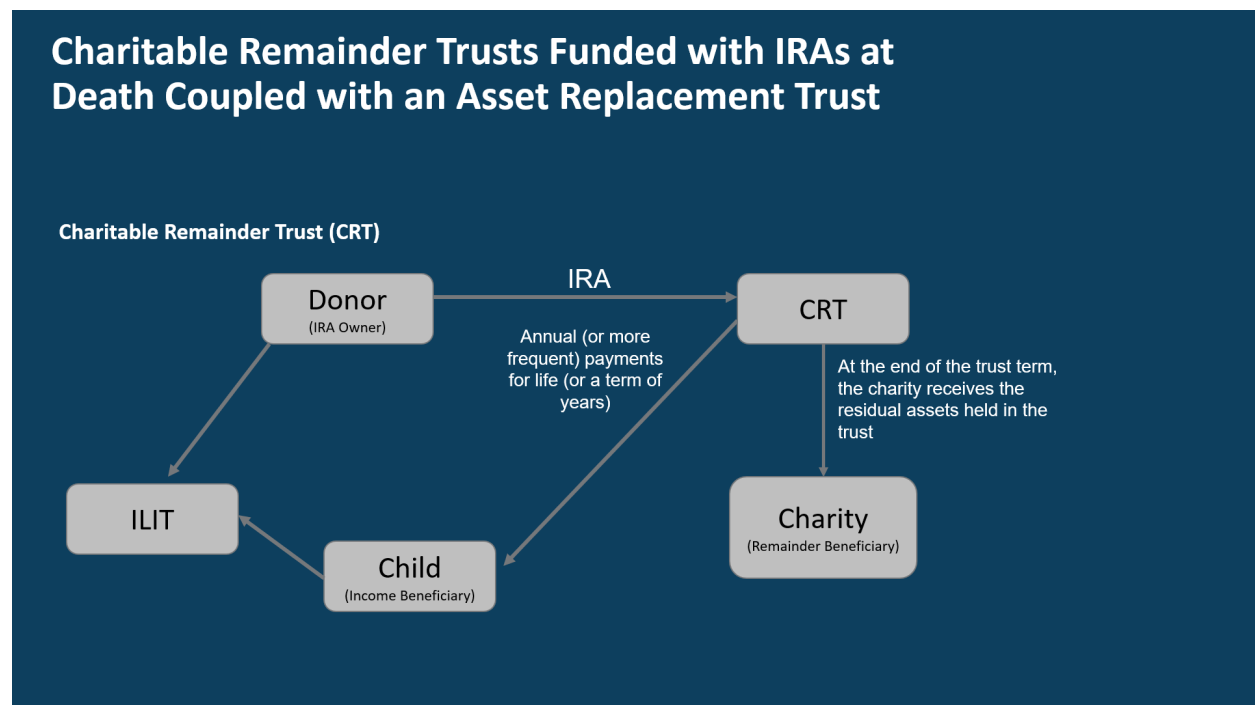 Charitable Remainder Trusts Funded with IRAs at
Death Coupled with an Asset Replacement Trust
Charitable Remainder Trust (CRT)
Donor
(IRA Owner)
IRA
CRT
Annual (or more
frequent) payments
for life (or a term of
years)
At the end of the trust term,
the charity receives the
residual assets held in the
trust
ILIT
Child
(Income Beneficiary)
Charity
(Remainder Beneficiary)